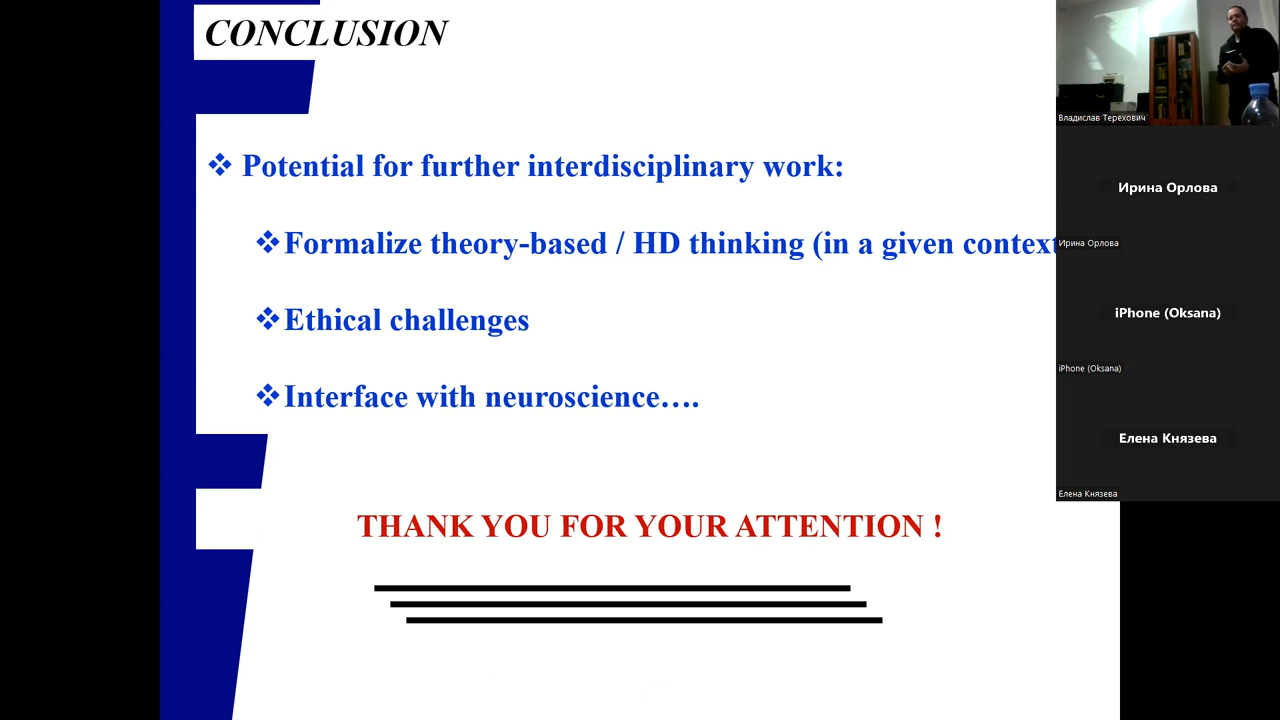 CONCLUSION
❖ Potential for further interdisciplinary work:
❖ Formalize theory-based / HD thinking (in a given context
❖ Ethical challenges
❖ Interface with neuroscience….
THANK YOU FOR YOUR ATTENTION !
Владислав Терехович
Ирина Орлова
Ирина Орлова
iPhone (Oksana)
iPhone (Oksana)
Елена Князева
Елена Князева